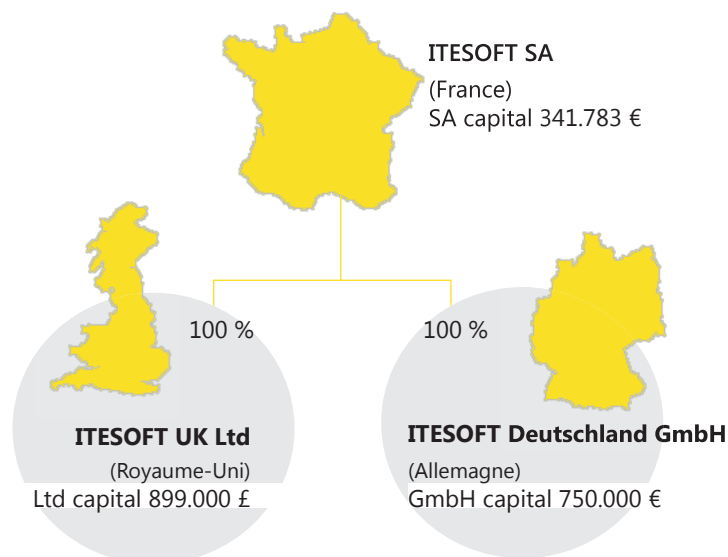 ITESOFT SA
(France)
SA capital 341.783 €
100 %
100 %
ITESOFT UK Ltd
(Royaume-Uni)
Ltd capital 899.000 £
ITESOFT Deutschland GmbH
(Allemagne)
GmbH capital 750.000 €